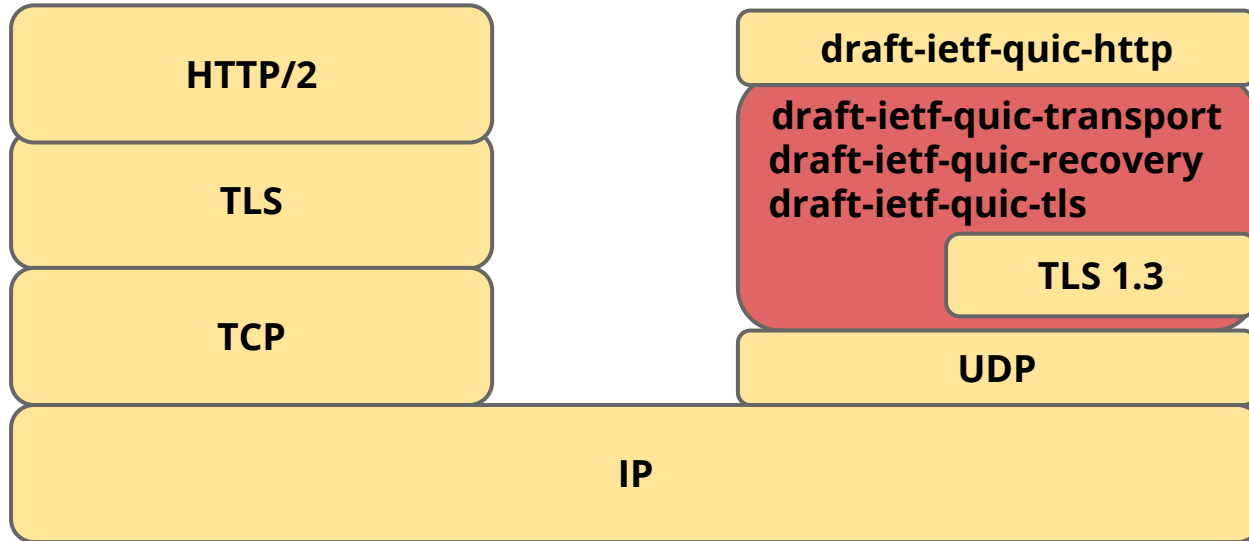 HTTP/2
TLS
TCP
draft-ietf-quic-http
draft-ietf-quic-transport
draft-ietf-quic-recovery
draft-ietf-quic-tls
TLS 1.3
UDP
IP